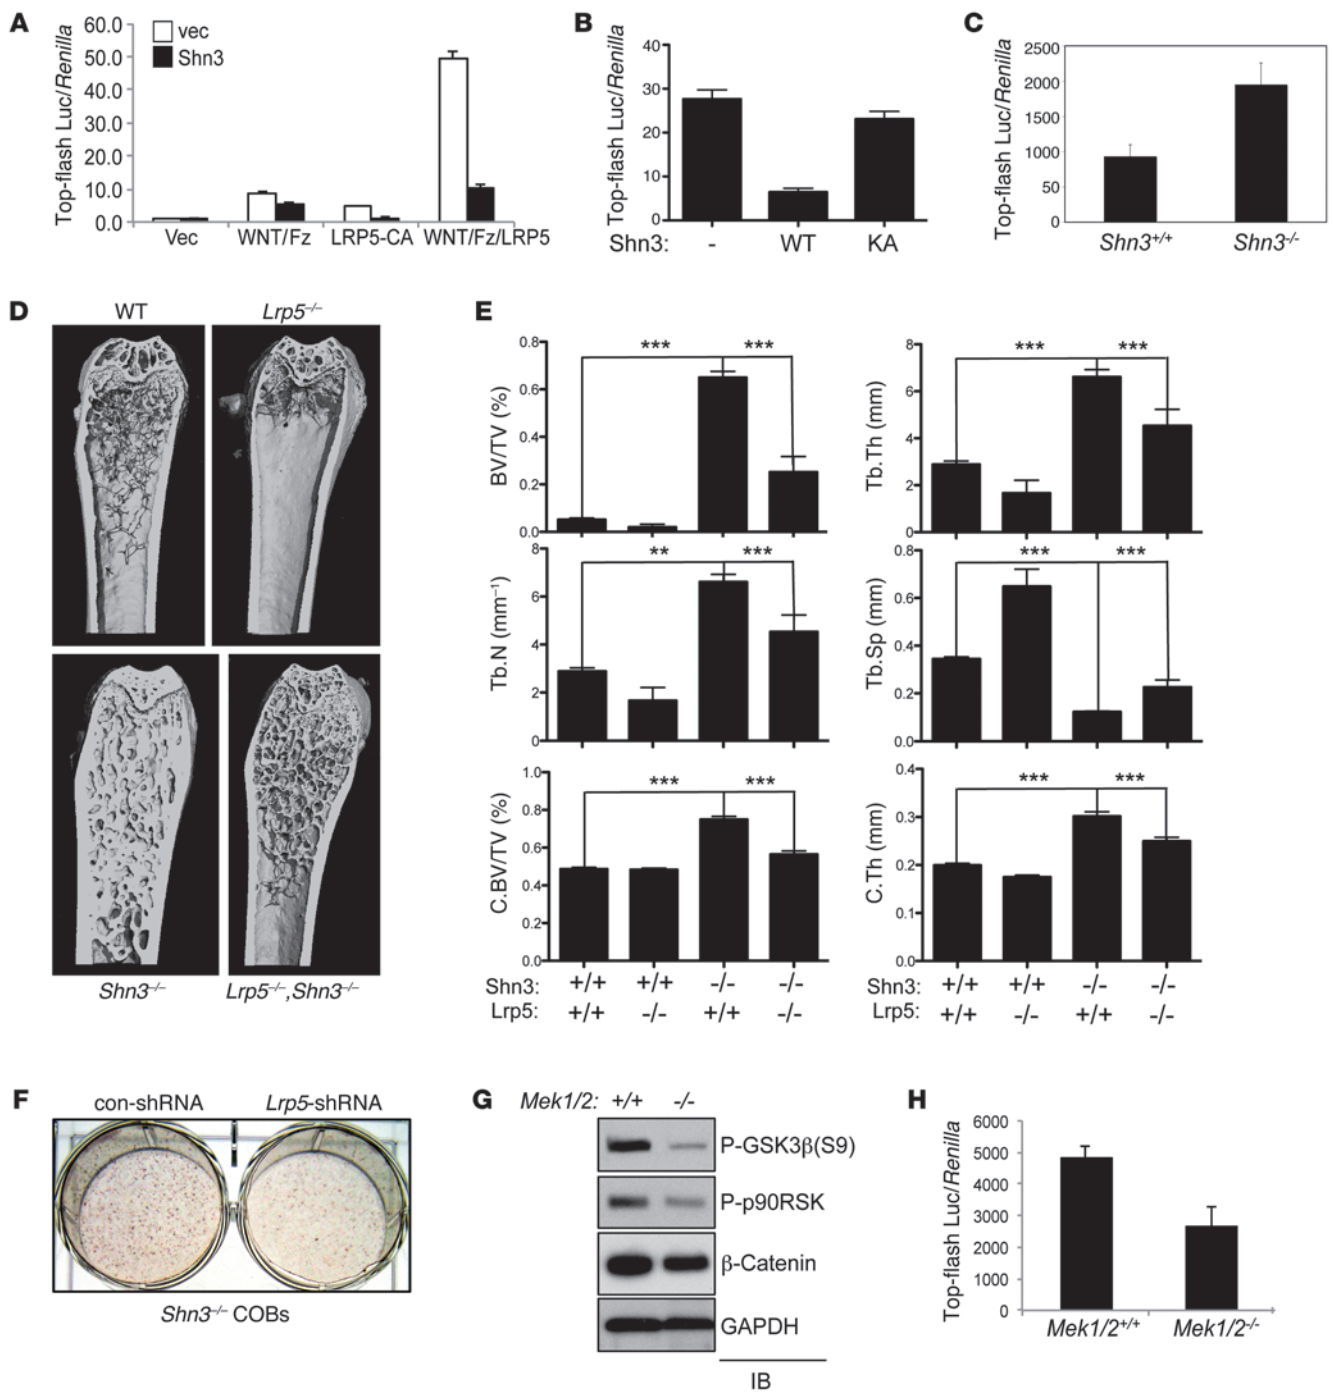 A
Top-flash Luc/Renilla
60.0
50.0
40.0
30.0
20.0
10.0
0.0
vec
Shn3
Vec WNT/Fz LRP5-CA WNT/Fz/LRP5
B
Top-flash Luc/Renilla
40
30
20
10
0
Shn3: - WT KA
C
Top-flash Luc/Renilla
2500
2000
1500
1000
50
0
Shn3+/+ Shn3-/-
D
WT Lrp5–/–
Shn3–/– Lrp5–/–,Shn3–/–
E
BV/TV (%)
0.8
0.6
0.4
0.2
0.0
*** ***
Tb.Th (mm)
8
6
4
2
0
*** ***
Tb.N (mm–1)
8
6
4
2
0
** ***
Tb.Sp (mm)
0.8
0.6
0.4
0.2
0.0
*** ***
C.BV/TV (%)
1.0
0.8
0.6
0.4
0.2
0.0
*** ***
C.Th (mm)
0.4
0.3
0.2
0.1
0.0
*** ***
Shn3: +/+ +/+ -/- -/-
Lrp5: +/+ -/- +/+ -/-
Shn3: +/+ +/+ -/- -/-
Lrp5: +/+ -/- +/+ -/-
F
con-shRNA Lrp5-shRNA
Shn3–/– COBs
G
Mek1/2: +/+ -/-
P-GSK3β(S9)
P-p90RSK
β-Catenin
GAPDH
IB
H
Top-flash Luc/Renilla
6000
5000
4000
3000
2000
1000
0
Mek1/2+/+ Mek1/2-/-